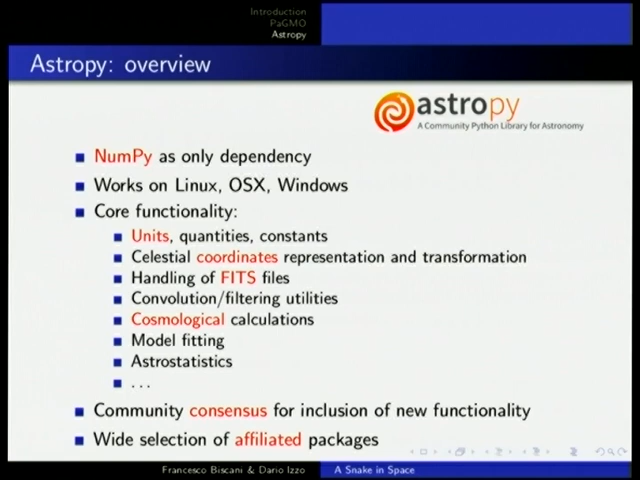 Introduction
PaGMO
Astropy
Astropy: overview
astropy
A Community Python Library for Astronomy
NumPy as only dependency
Works on Linux, OSX, Windows
Core functionality:
Units, quantities, constants
Celestial coordinates representation and transformation
Handling of FITS files
Convolution/filtering utilities
Cosmological calculations
Model fitting
Astrostatistics
...
Community consensus for inclusion of new functionality
Wide selection of affiliated packages
Francesco Biscani & Dario Izzo
A Snake in Space